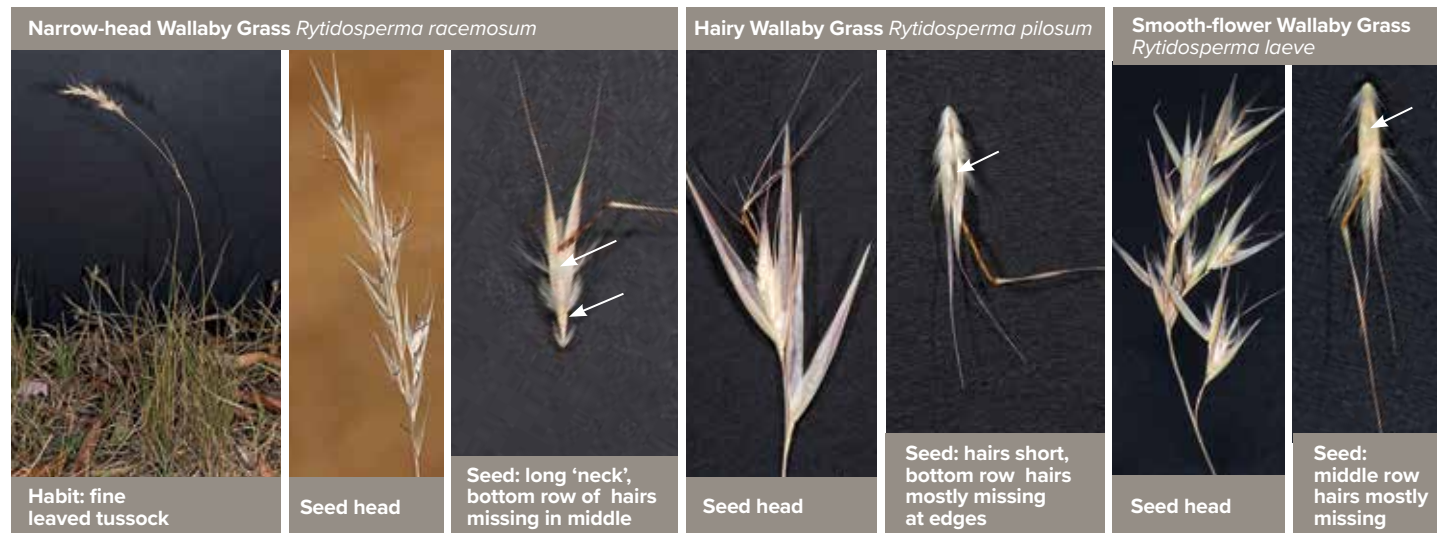 Narrow-head Wallaby Grass Rytidosperma racemosum
Habit: fine
leaved tussock
Seed head
Seed: long ‘neck’,
bottom row of hairs
missing in middle
Hairy Wallaby Grass Rytidosperma pilosum
Seed head
Seed: hairs short,
bottom row hairs
mostly missing
at edges
Smooth-flower Wallaby Grass
Rytidosperma laeve
Seed head
Seed:
middle row
hairs mostly
missing